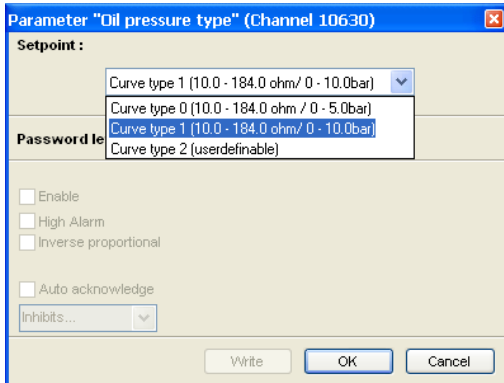 Parameter "Oil pressure type" (Channel 10630)
Setpoint :
Curve type 1 (10.0 - 184.0 ohm/ 0 - 10.0bar)
Curve type 0 (10.0 - 184.0 ohm / 0 - 5.0bar)
Curve type 1 (10.0 - 184.0 ohm/ 0 - 10.0bar)
Password le
Curve type 2 (userdefinable)
Enable
High Alarm
Inverse proportional
Auto acknowledge
Inhibits...
Write OK Cancel